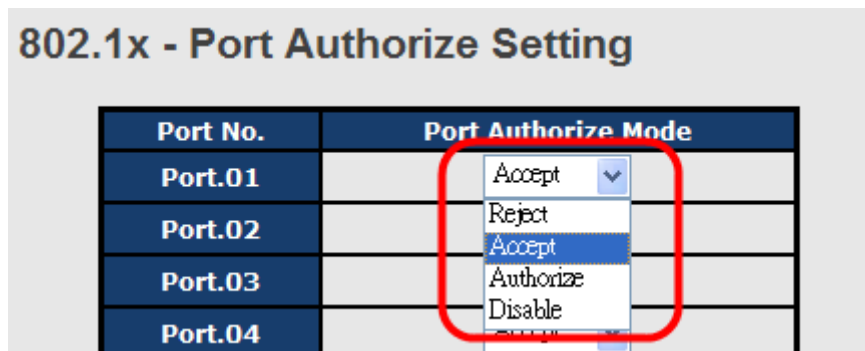 802.1x - Port Authorize Setting
Port No. Port Authorize Mode
Port.01 Accept
Reject
Port.02
Accept
Port.03 Authorize
Disable
Port.04